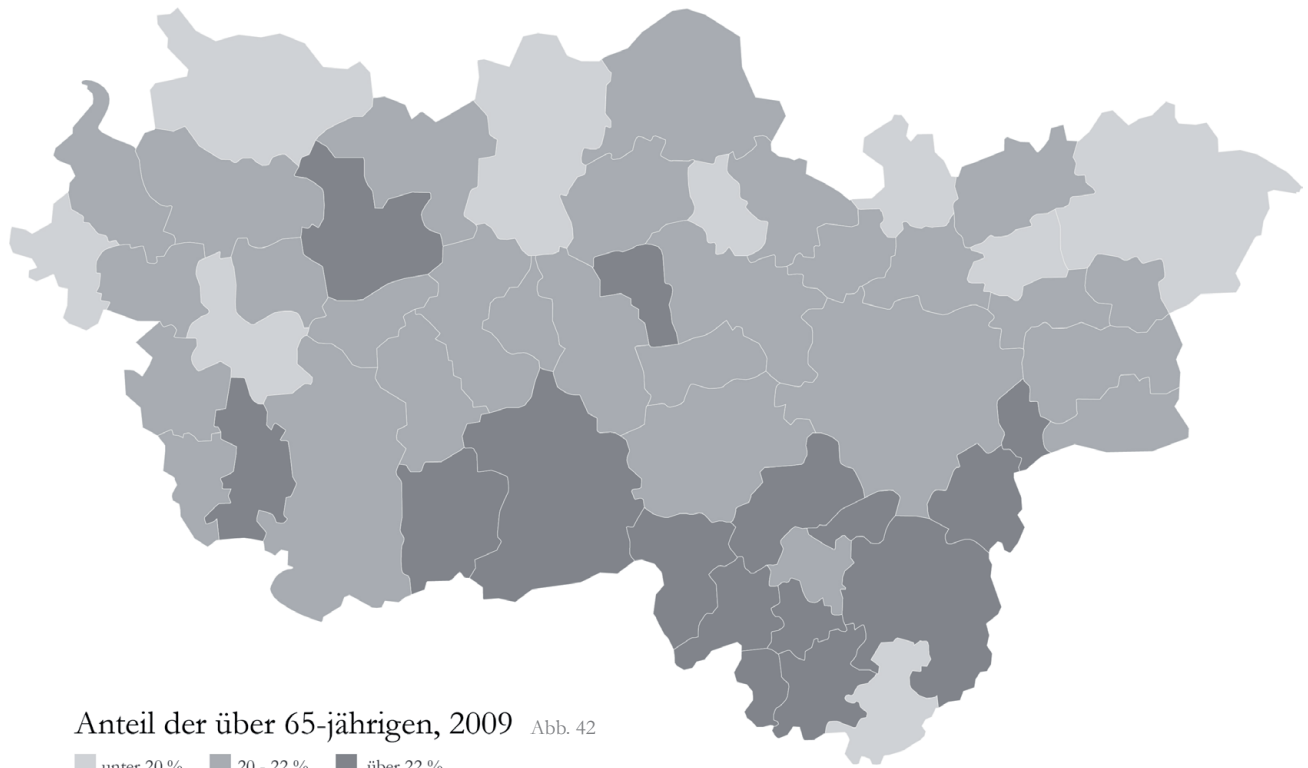 Anteil der über 65-jährigen, 2009 Abb. 42
unter 20 % 20 - 22 % über 22 %